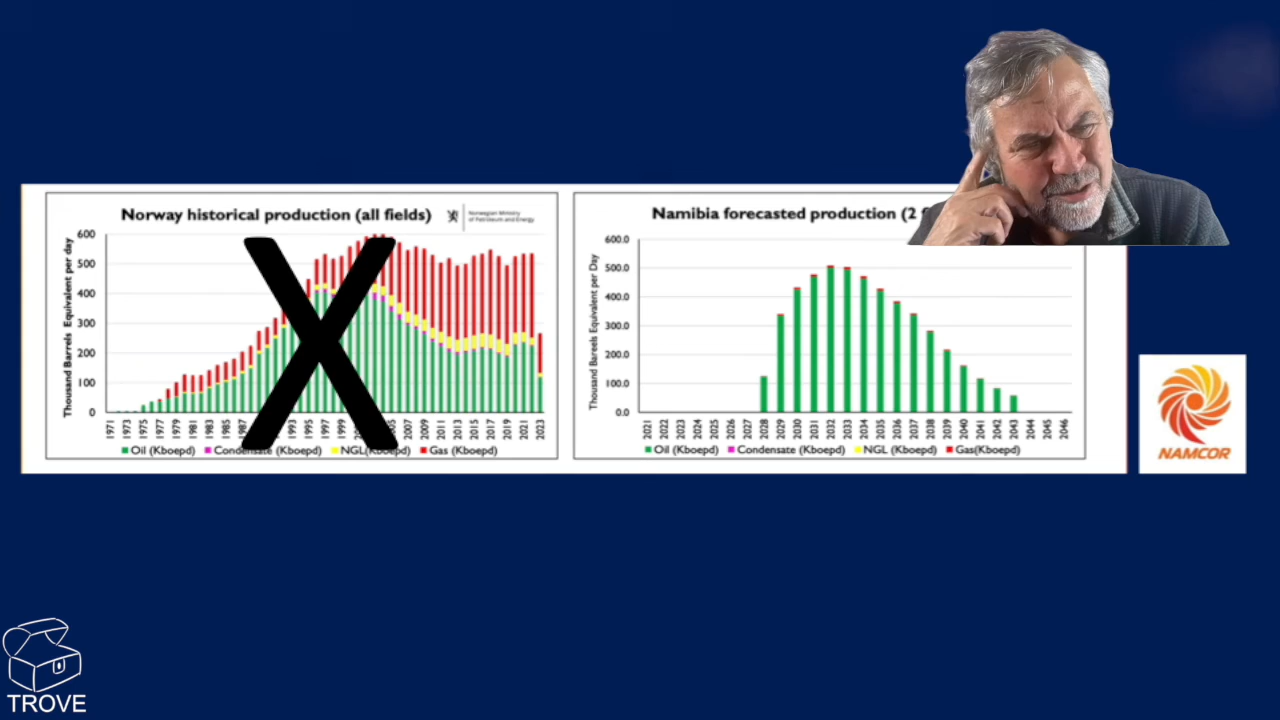 Norway historical production (all fields)
Norwegian Ministry
of Petroleum and Energy
Thousand Barrels Equivalent per day
600
500
400
300
200
100
0
1971 1973 1975 1977 1979 1981 1983 1985 1987 1993 1995 1997 1999 2007 2009 2011 2013 2015 2017 2019 2021 2023
Oil (Kboepd) Condensate (Kboepd) NGL(Kboepd) Gas (Kboepd)
Namibia forecasted production (2
Thousand Bareels Equivalent per Day
600.0
500.0
400.0
300.0
200.0
100.0
0.0
2021 2022 2023 2024 2025 2026 2027 2028 2029 2030 2031 2032 2033 2034 2035 2036 2037 2038 2039 2040 2041 2042 2043 2044 2045 2046
Oil (Kboepd) Condensate (Kboepd) NGL (Kboepd) Gas(Kboepd)
NAMCOR
TROVE